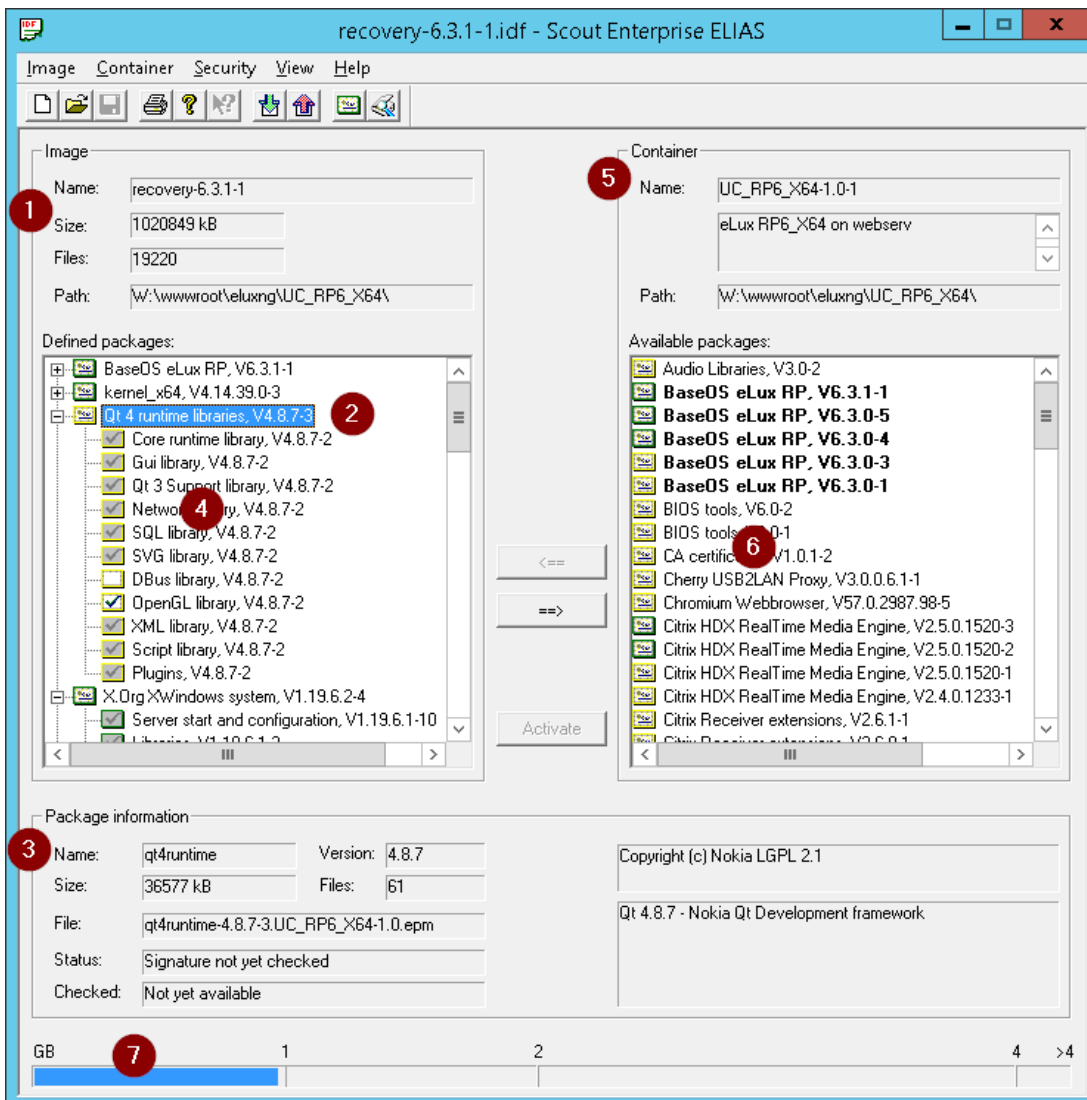 recovery-6.3.1-1.idf - Scout Enterprise ELIAS
Image Container Security View Help
Image
1
Name: recovery-6.3.1-1
Size: 1020849 kB
Files: 19220
Path: W:\wwwroot\eluxng\UC_RP6_X64\
Defined packages:
BaseOS eLux RP, V6.3.1-1
kernel_x64, V4.14.39.0-3
Qt 4 runtime libraries, V4.8.7-3
2
Core runtime library, V4.8.7-2
Gui library, V4.8.7-2
Qt 3 Support library, V4.8.7-2
4
V4.8.7-2
SQL library, V4.8.7-2
SVG library, V4.8.7-2
DBus library, V4.8.7-2
OpenGL library, V4.8.7-2
XML library, V4.8.7-2
Script library, V4.8.7-2
Plugins, V4.8.7-2
X.Org XWindows system, V1.19.6.2-4
Server start and configuration, V1.19.6.1-10
<==
==>
Activate
Container
5
Name: UC_RP6_X64-1.0-1
eLux RP6_X64 on webserv
Path: W:\wwwroot\eluxng\UC_RP6_X64\
Available packages:
Audio Libraries, V3.0-2
BaseOS eLux RP, V6.3.1-1
BaseOS eLux RP, V6.3.0-5
BaseOS eLux RP, V6.3.0-4
BaseOS eLux RP, V6.3.0-3
BaseOS eLux RP, V6.3.0-1
BIOS tools, V6.0-2
BIOS tools
6
CA V1.0.1-2
Cherry USB2LAN Proxy, V3.0.0.6.1-1
Chromium Webbrowser, V57.0.2987.98-5
Citrix HDX RealTime Media Engine, V2.5.0.1520-3
Citrix HDX RealTime Media Engine, V2.5.0.1520-2
Citrix HDX RealTime Media Engine, V2.5.0.1520-1
Citrix HDX RealTime Media Engine, V2.4.0.1233-1
Citrix Receiver extensions, V2.6.1-1
Package information
3
Name: qt4runtime Version: 4.8.7
Size: 36577 kB Files: 61
File: qt4runtime-4.8.7-3.UC_RP6_X64-1.0.epm
Status: Signature not yet checked
Checked: Not yet available
Copyright (c) Nokia LGPL 2.1
Qt 4.8.7 - Nokia Qt Development framework
GB 7 1 2 4 >4